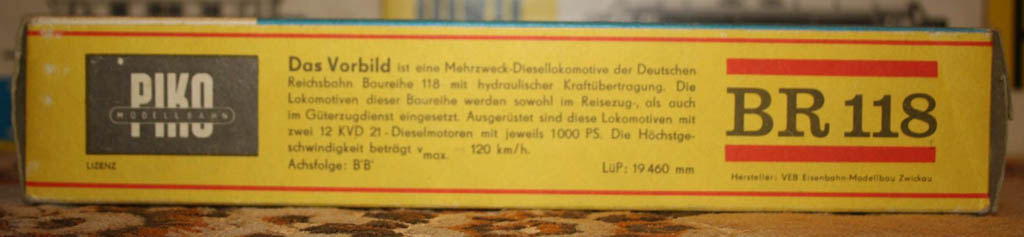 PIKO
MODELLBAHN
LIZENZ
Das Vorbild ist eine Mehrzweck-Diesellokomotive der Deutschen
Reichsbahn Baureihe 118 mit hydraulischer Kraftübertragung. Die
Lokomotiven dieser Baureihe werden sowohl im Reisezug-, als auch
im Güterzugdienst eingesetzt. Ausgerüstet sind diese Lokomotiven mit
zwei 12 KVD 21-Dieselmotoren mit jeweils 1000 PS. Die Höchstge-
schwindigkeit beträgt vmax. 120 km/h.
Achsfolge: B'B' LüP: 19 460 mm
BR 118
Hersteller: VEB Eisenbahn-Modellbau Zwickau